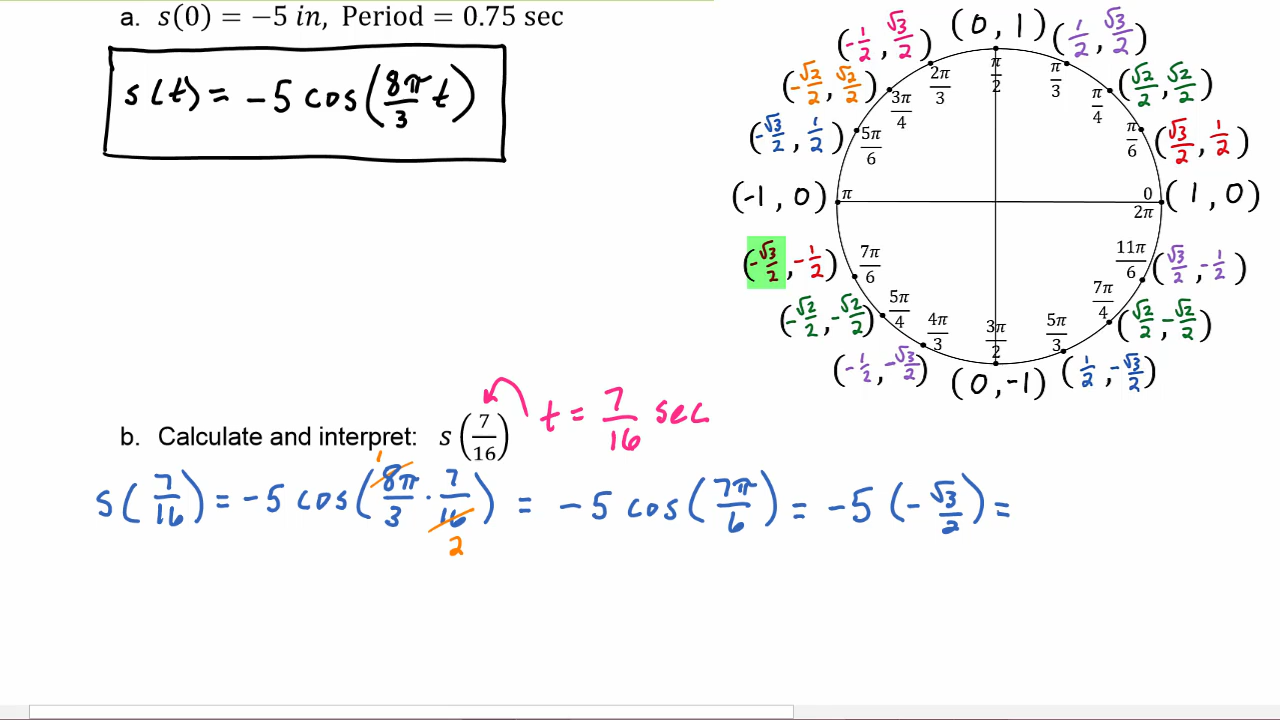 a. s(0) = −5 in, Period = 0.75 sec
s(t) = -5 cos(8π/3 t)
(0, 1)
(-1/2, √3/2) (1/2, √3/2)
(-√2/2, √2/2) 2π/3 π/2 π/3 (√2/2, √2/2)
3π/4 π/4
(-√3/2, 1/2) 5π/6 π/6 (√3/2, 1/2)
(-1, 0) π 0 2π (1, 0)
(-√3/2, -1/2) 7π/6 11π/6 (√3/2, -1/2)
(-√2/2, -√2/2) 5π/4 7π/4 (√2/2, -√2/2)
4π/3 3π/2 5π/3
(-1/2, -√3/2) (0, -1) (1/2, -√3/2)
b. Calculate and interpret: s(7/16) t = 7/16 sec
s(7/16) = -5 cos(8π/3 · 7/16) = -5 cos(7π/6) = -5(-√3/2) =
1
2